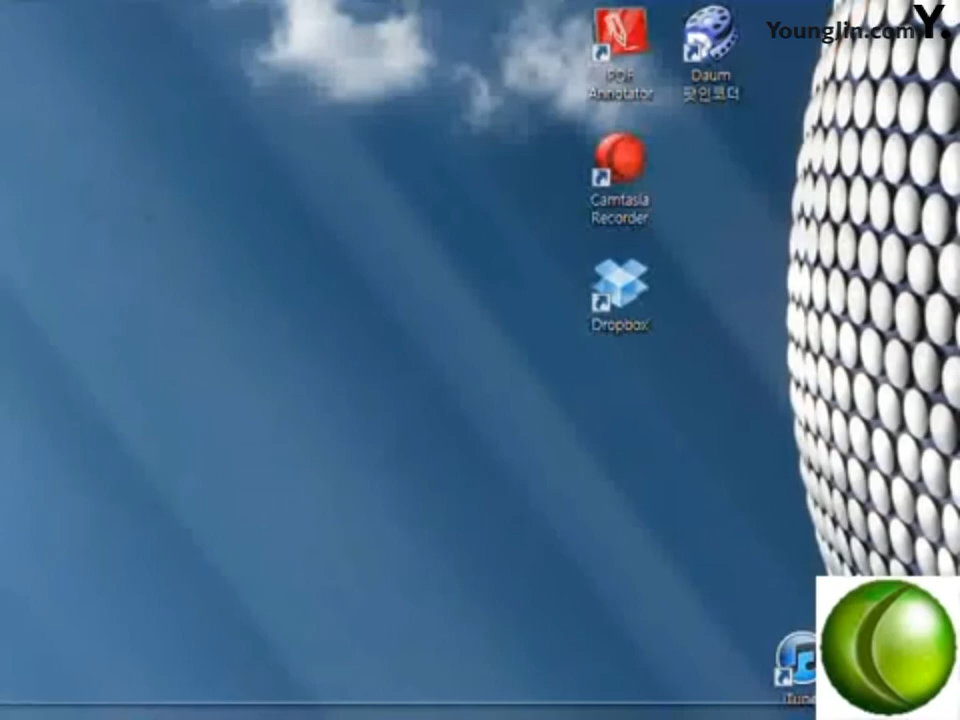 Younglin.com Y.
PDF
Annotator
Daum
팟인코더
Camtasia
Recorder
Dropbox